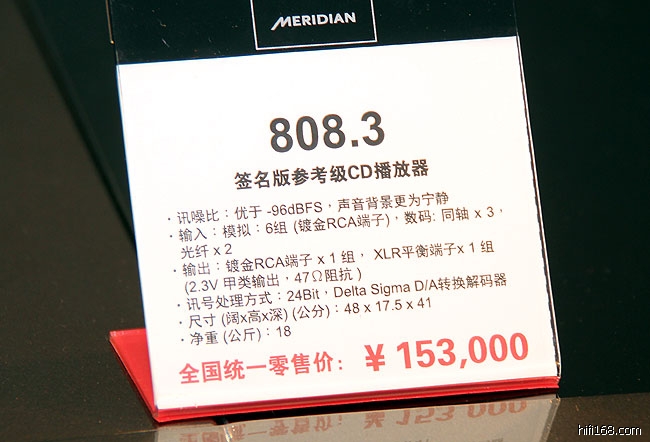 MERIDIAN
808.3
签名版参考级CD播放器
· 讯噪比：优于 -96dBFS，声音背景更为宁静
· 输入：模拟：6组 (镀金RCA端子)，数码: 同轴 x 3，
光纤 x 2
· 输出：镀金RCA端子 x 1 组， XLR平衡端子x 1 组
(2.3V 甲类输出，47Ω阻抗 )
· 讯号处理方式：24Bit，Delta Sigma D/A转换解码器
· 尺寸 (阔x高x深) (公分)：48 x 17.5 x 41
· 净重 (公斤)：18
全国统一零售价：￥153,000
hifi168.com